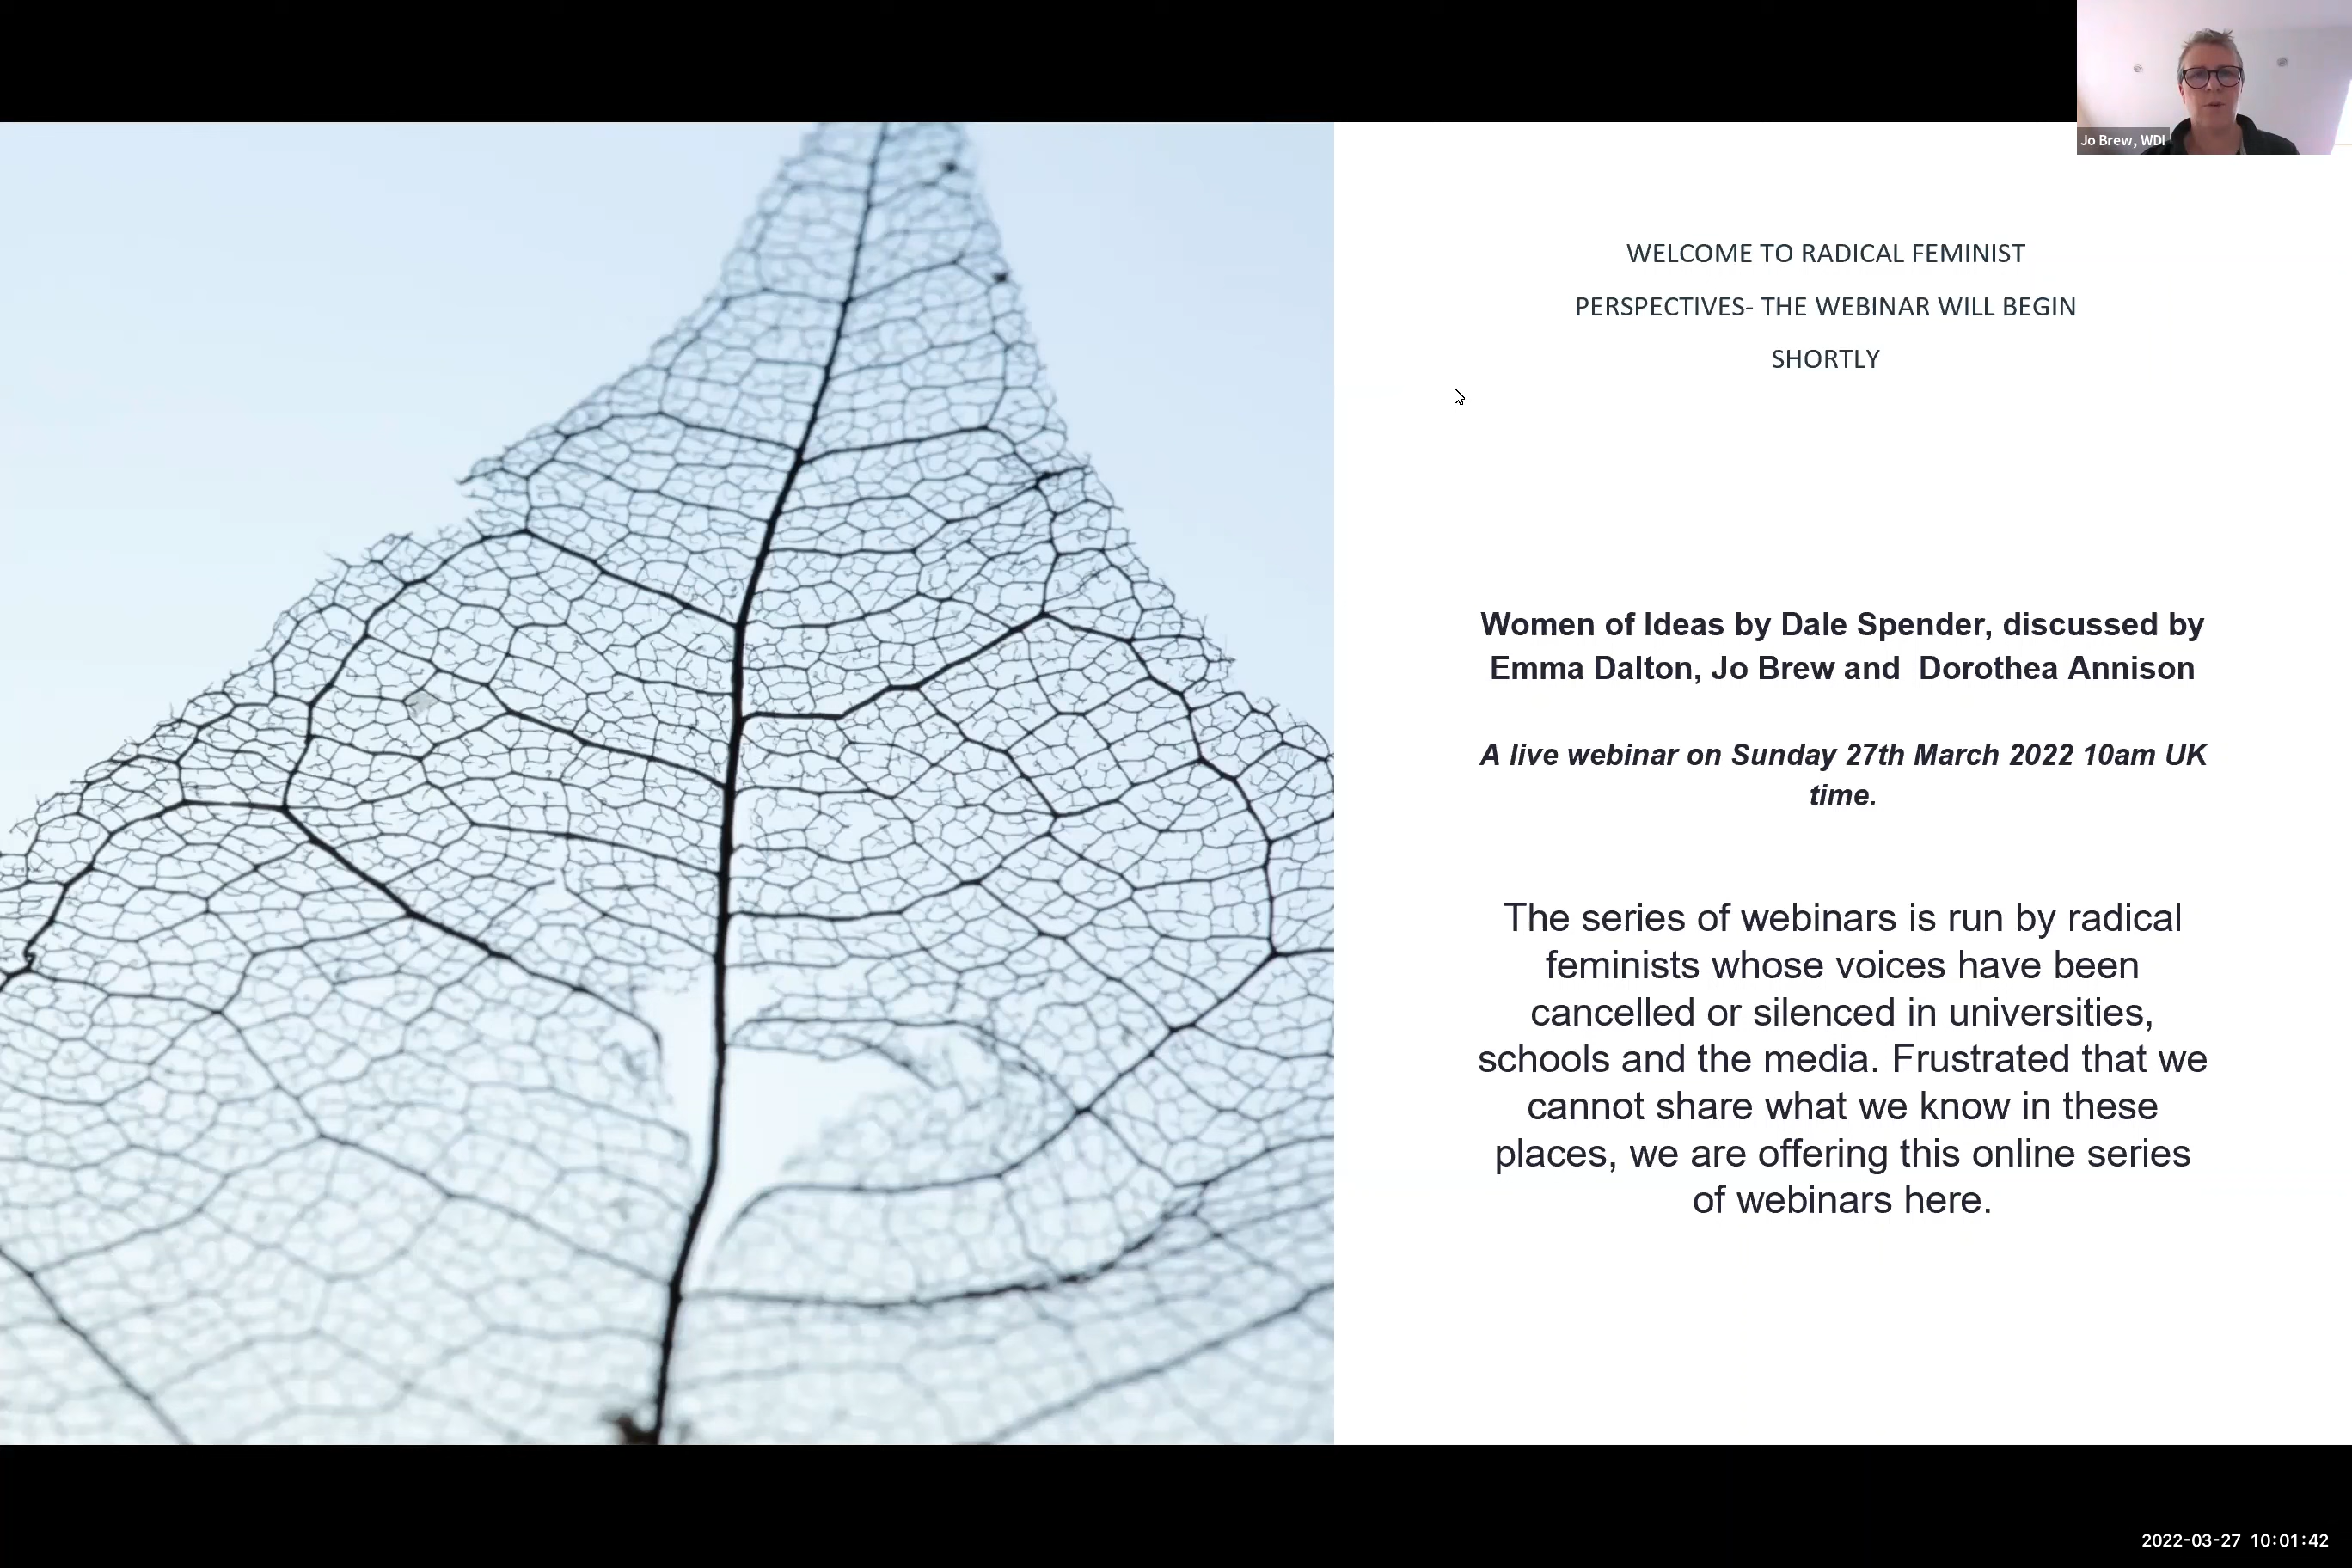 Jo Brew, WDI
WELCOME TO RADICAL FEMINIST
PERSPECTIVES- THE WEBINAR WILL BEGIN
SHORTLY
Women of Ideas by Dale Spender, discussed by
Emma Dalton, Jo Brew and  Dorothea Annison
A live webinar on Sunday 27th March 2022 10am UK
time.
The series of webinars is run by radical
feminists whose voices have been
cancelled or silenced in universities,
schools and the media. Frustrated that we
cannot share what we know in these
places, we are offering this online series
of webinars here.
2022-03-27 10:01:42